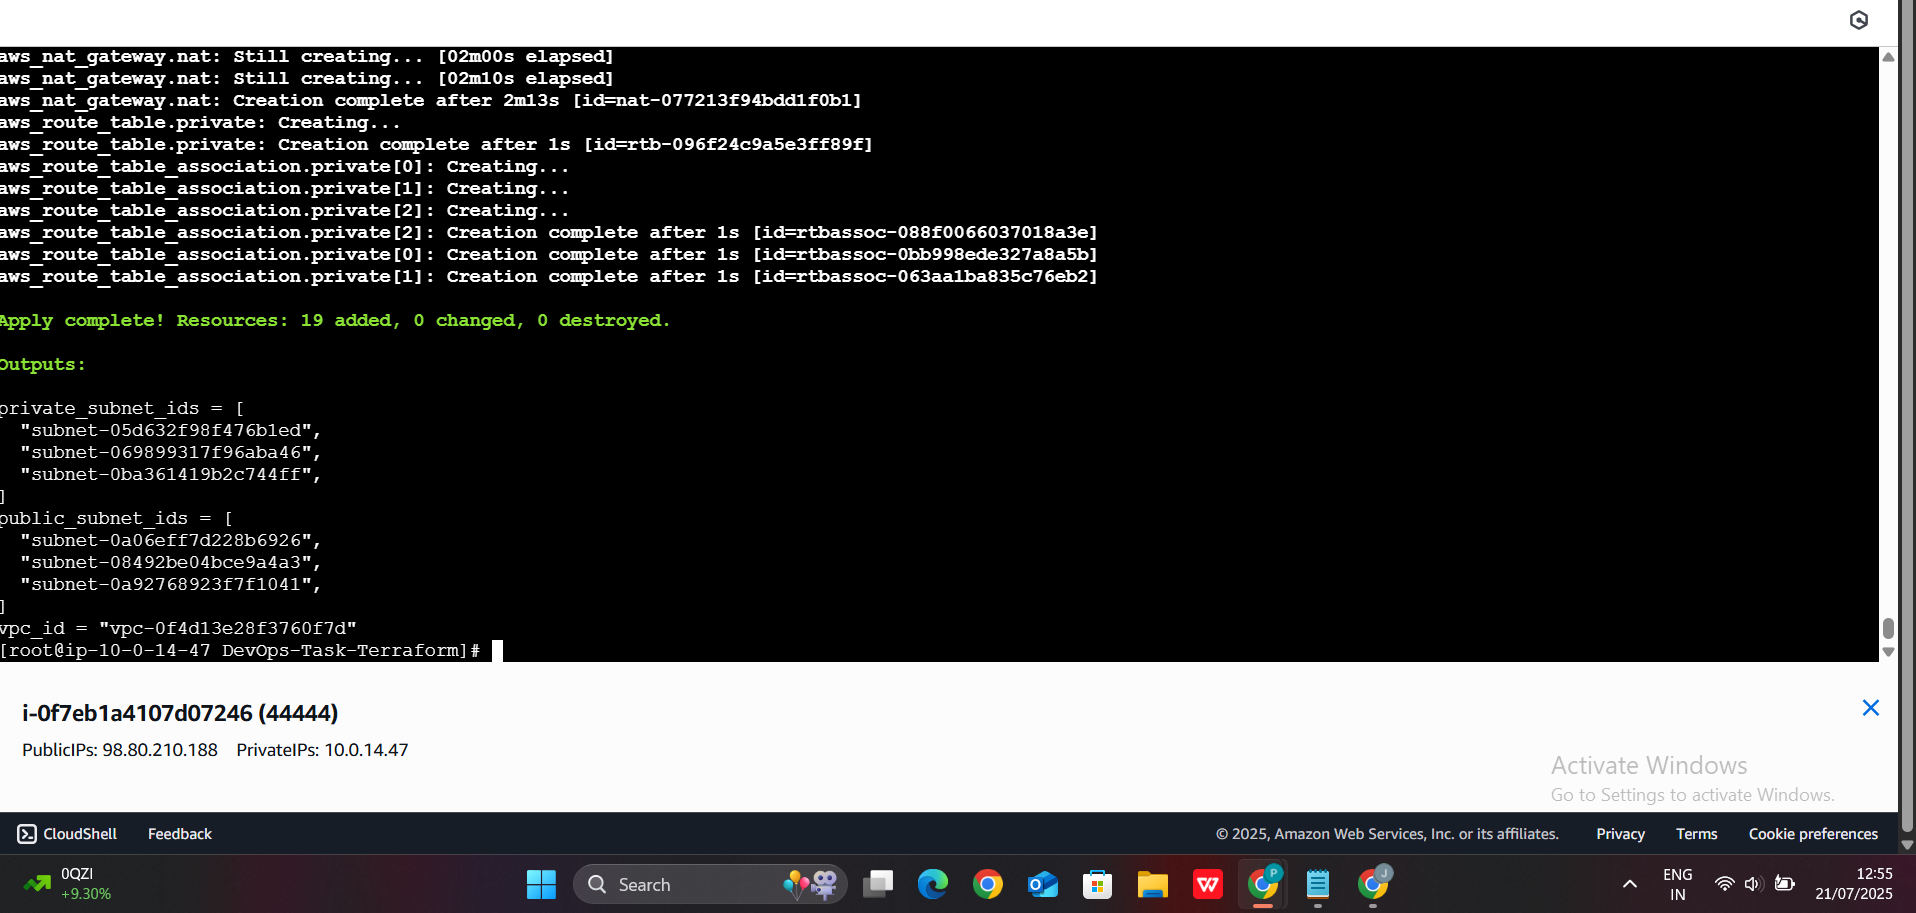 aws_nat_gateway.nat: Still creating... [02m00s elapsed]
aws_nat_gateway.nat: Still creating... [02m10s elapsed]
aws_nat_gateway.nat: Creation complete after 2m13s [id=nat-077213f94bdd1f0b1]
aws_route_table.private: Creating...
aws_route_table.private: Creation complete after 1s [id=rtb-096f24c9a5e3ff89f]
aws_route_table_association.private[0]: Creating...
aws_route_table_association.private[1]: Creating...
aws_route_table_association.private[2]: Creating...
aws_route_table_association.private[2]: Creation complete after 1s [id=rtbassoc-088f0066037018a3e]
aws_route_table_association.private[0]: Creation complete after 1s [id=rtbassoc-0bb998ede327a8a5b]
aws_route_table_association.private[1]: Creation complete after 1s [id=rtbassoc-063aa1ba835c76eb2]
Apply complete! Resources: 19 added, 0 changed, 0 destroyed.
Outputs:
private_subnet_ids = [
"subnet-05d632f98f476b1ed",
"subnet-069899317f96aba46",
"subnet-0ba361419b2c744ff",
]
public_subnet_ids = [
"subnet-0a06eff7d228b6926",
"subnet-08492be04bce9a4a3",
"subnet-0a92768923f7f1041",
]
vpc_id = "vpc-0f4d13e28f3760f7d"
[root@ip-10-0-14-47 DevOps-Task-Terraform]#
i-0f7eb1a4107d07246 (44444)
PublicIPs: 98.80.210.188 PrivateIPs: 10.0.14.47
Activate Windows
Go to Settings to activate Windows.
CloudShell Feedback © 2025, Amazon Web Services, Inc. or its affiliates. Privacy Terms Cookie preferences
0QZI
+9.30%
Search
P
J
ENG
IN
12:55
21/07/2025